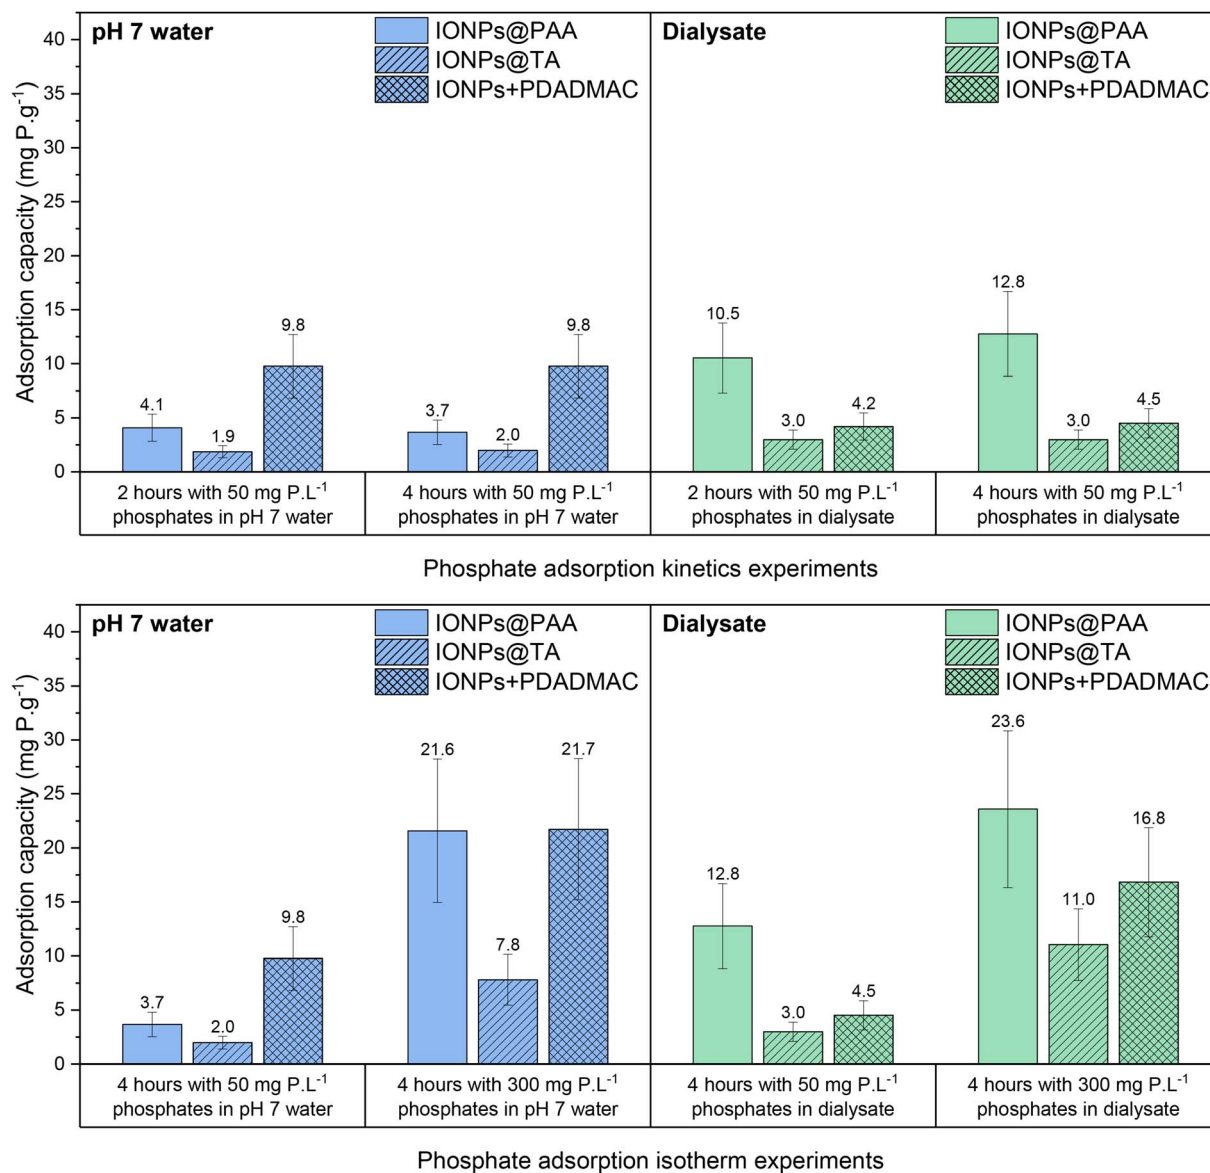 pH 7 water
IONPs@PAA
IONPs@TA
IONPs+PDADMAC
Dialysate
IONPs@PAA
IONPs@TA
IONPs+PDADMAC
Adsorption capacity (mg P.g⁻¹)
40
35
30
25
20
15
10
5
0
4.1
1.9
9.8
3.7
2.0
9.8
10.5
3.0
4.2
12.8
3.0
4.5
2 hours with 50 mg P.L⁻¹
phosphates in pH 7 water
4 hours with 50 mg P.L⁻¹
phosphates in pH 7 water
2 hours with 50 mg P.L⁻¹
phosphates in dialysate
4 hours with 50 mg P.L⁻¹
phosphates in dialysate
Phosphate adsorption kinetics experiments
pH 7 water
IONPs@PAA
IONPs@TA
IONPs+PDADMAC
Dialysate
IONPs@PAA
IONPs@TA
IONPs+PDADMAC
Adsorption capacity (mg P.g⁻¹)
40
35
30
25
20
15
10
5
0
3.7
2.0
9.8
21.6
7.8
21.7
12.8
3.0
4.5
23.6
11.0
16.8
4 hours with 50 mg P.L⁻¹
phosphates in pH 7 water
4 hours with 300 mg P.L⁻¹
phosphates in pH 7 water
4 hours with 50 mg P.L⁻¹
phosphates in dialysate
4 hours with 300 mg P.L⁻¹
phosphates in dialysate
Phosphate adsorption isotherm experiments